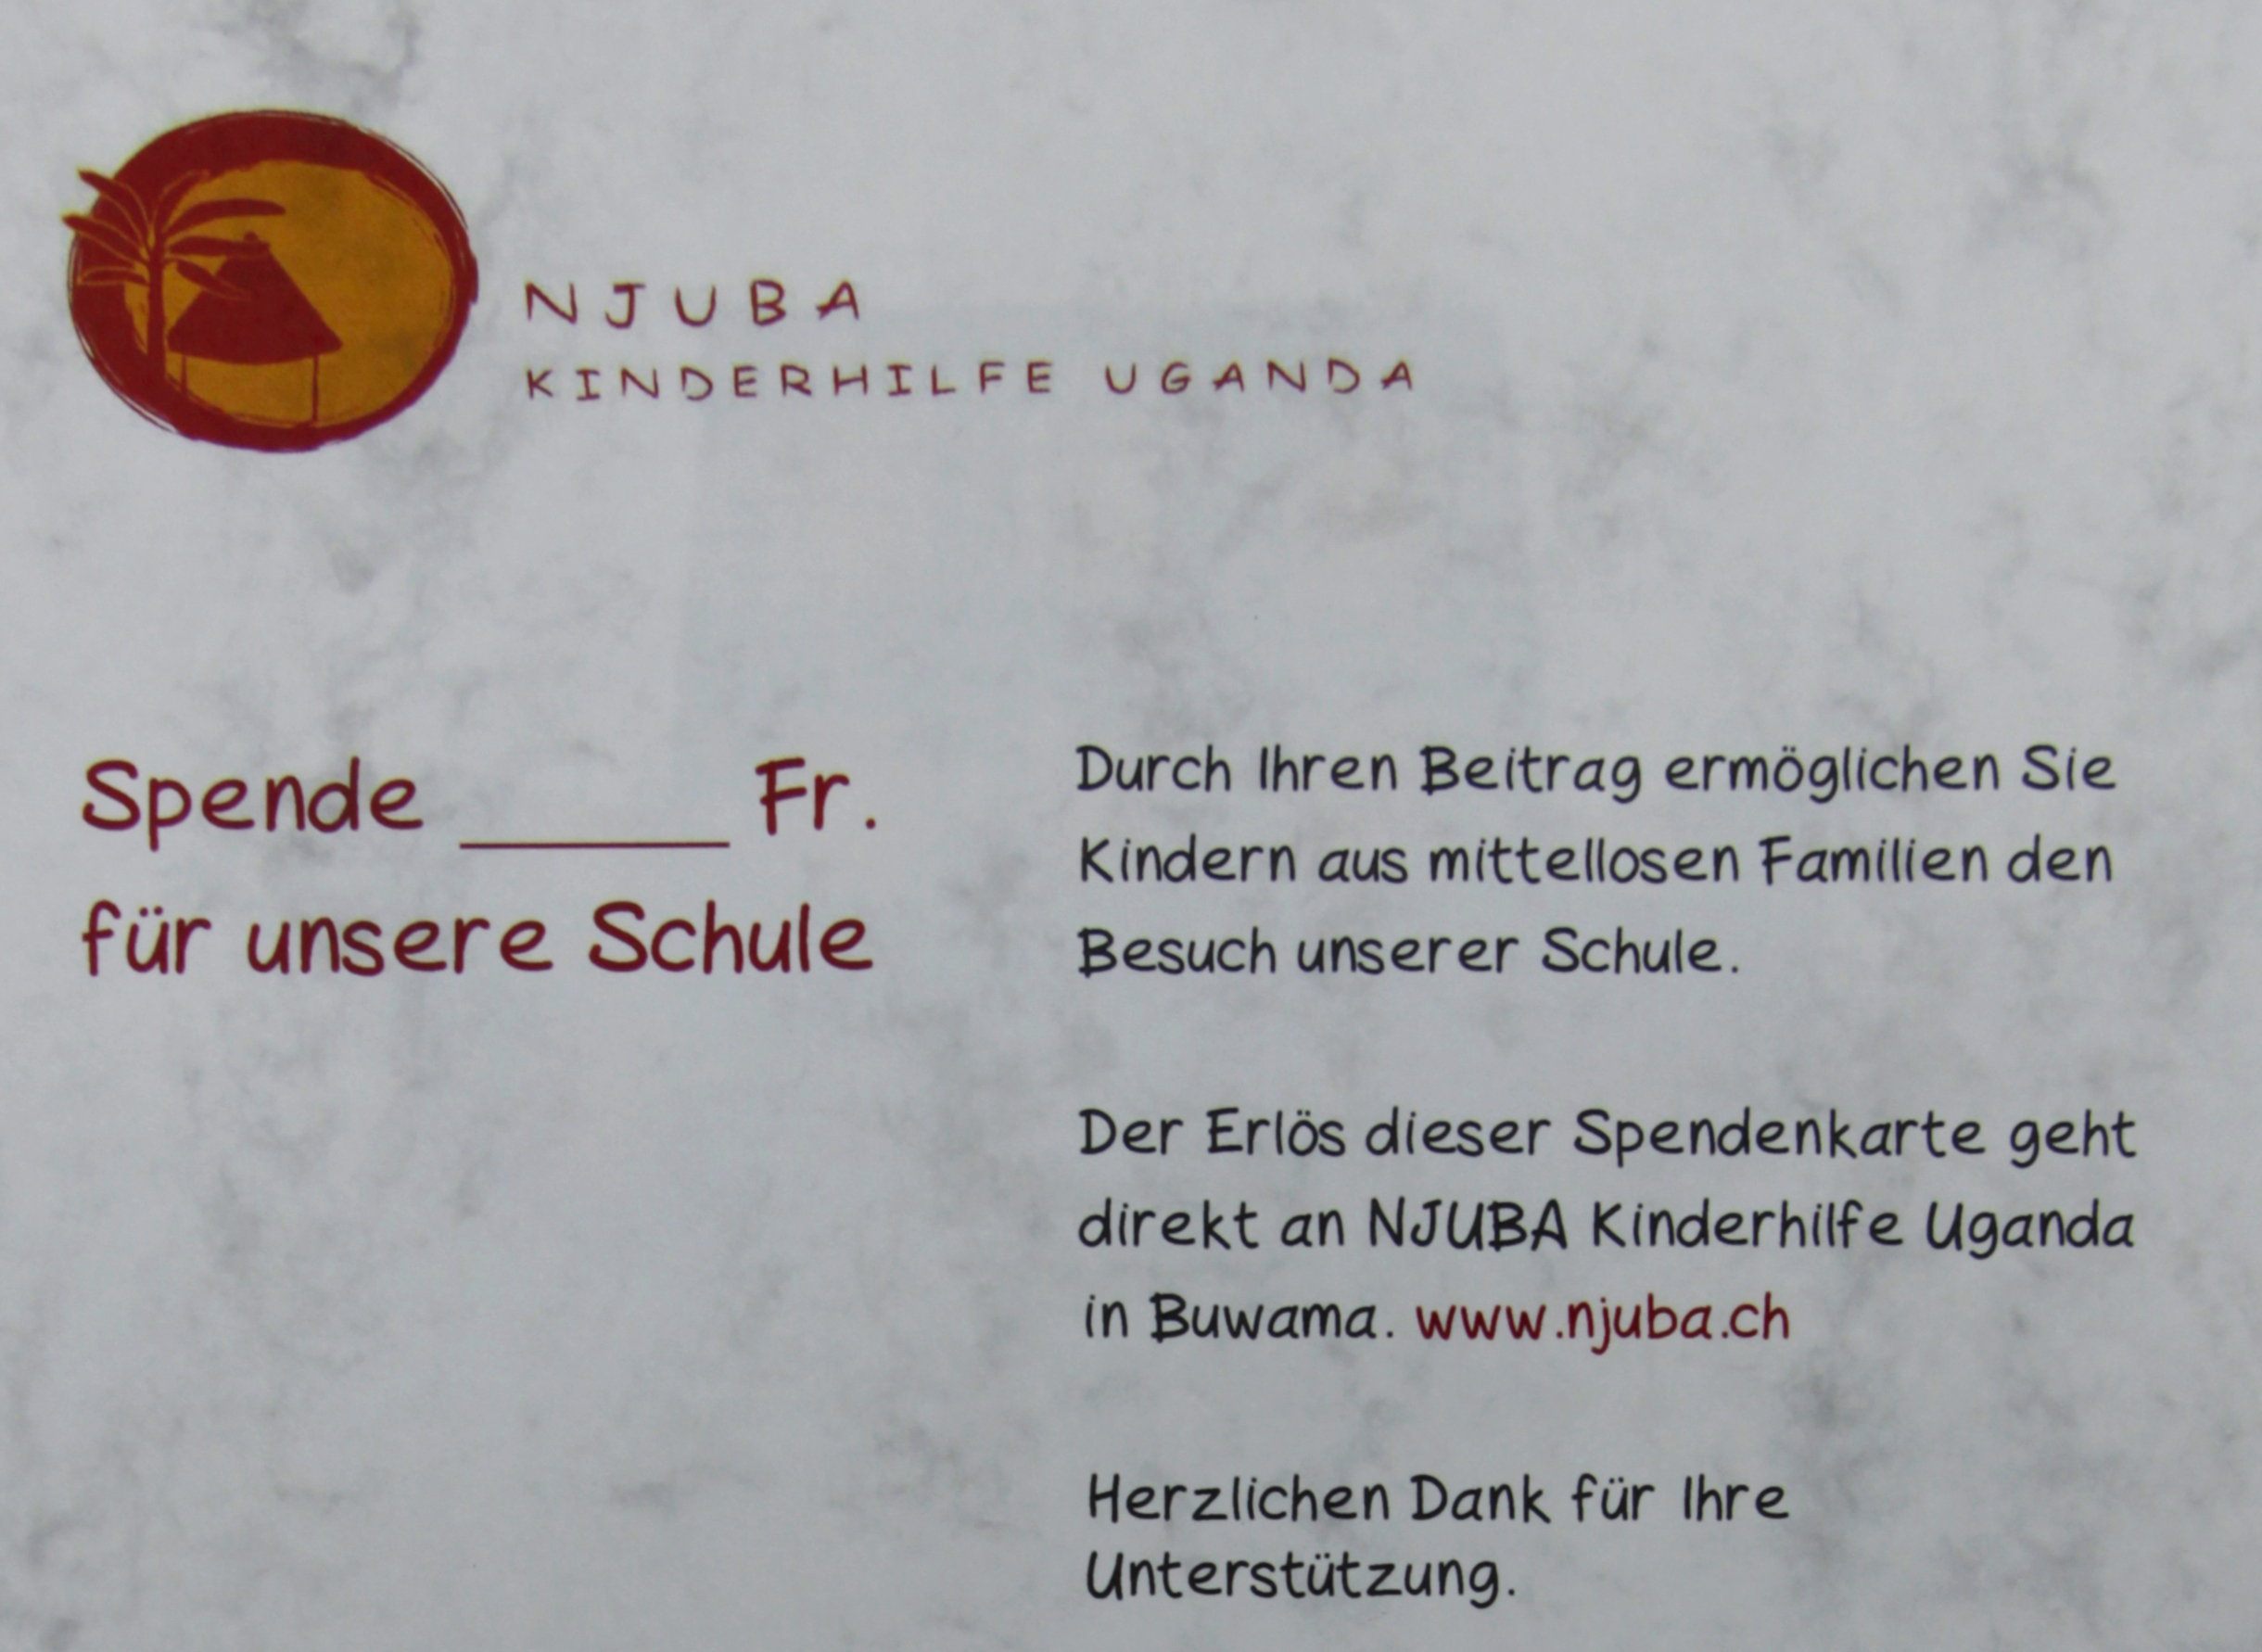 NJUBA
KINDERHILFE UGANDA
Spende ______ Fr.
für unsere Schule
Durch Ihren Beitrag ermöglichen Sie
Kindern aus mittellosen Familien den
Besuch unserer Schule.
Der Erlös dieser Spendenkarte geht
direkt an NJUBA Kinderhilfe Uganda
in Buwama. www.njuba.ch
Herzlichen Dank für Ihre
Unterstützung.